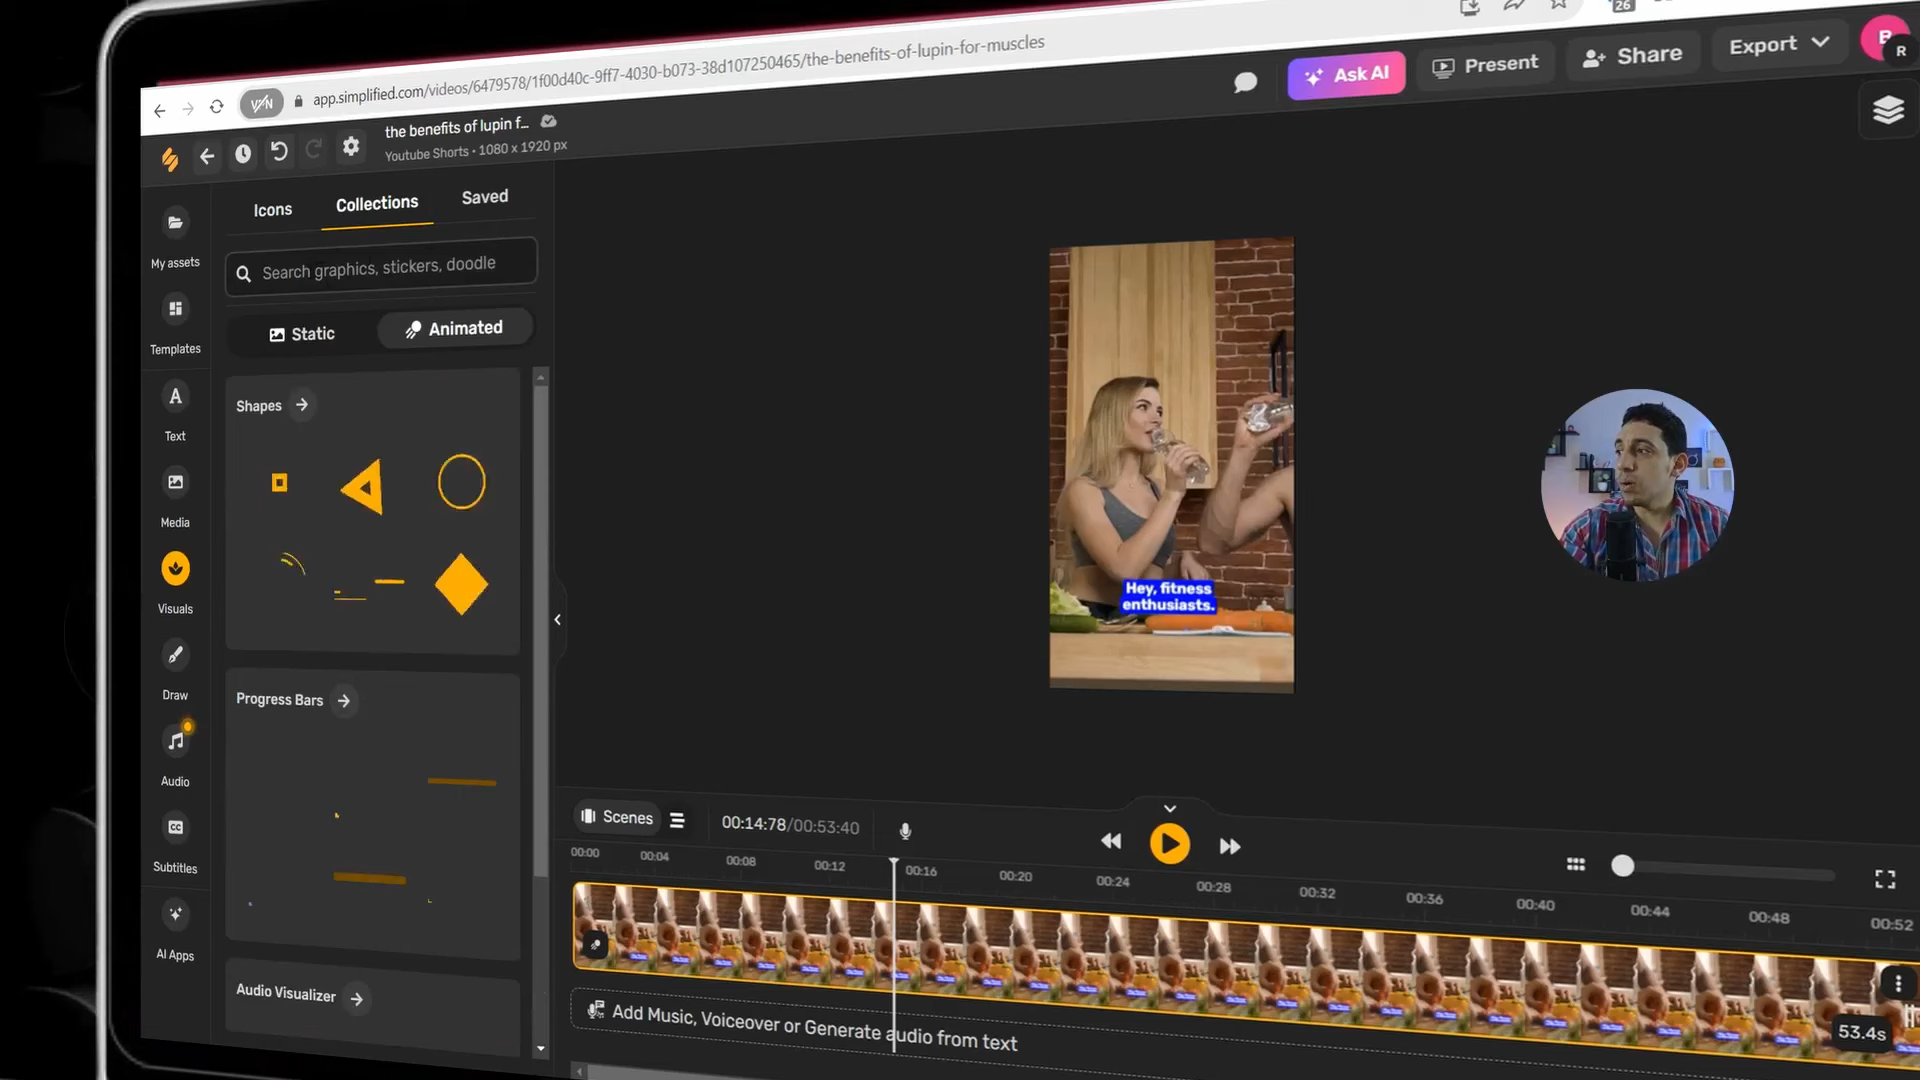 26
app.simplified.com/videos/6479578/1f00d40c-9ff7-4030-b073-38d107250465/the-benefits-of-lupin-for-muscles
Ask AI
Present
Share
Export
R
the benefits of lupin f...
Youtube Shorts • 1080 x 1920 px
Icons
Collections
Saved
Search graphics, stickers, doodle
Static
Animated
My assets
Templates
Text
Media
Visuals
Draw
Audio
CC
Subtitles
AI Apps
Shapes
Progress Bars
Audio Visualizer
Hey, fitness
enthusiasts.
Scenes
00:14:78/00:53:40
00:00 00:04 00:08 00:12 00:16 00:20 00:24 00:28 00:32 00:36 00:40 00:44 00:48 00:52
Add Music, Voiceover or Generate audio from text
53.4s